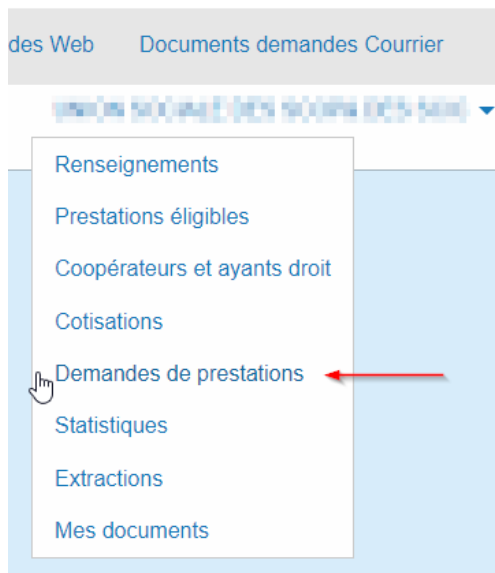 des Web Documents demandes Courrier
Renseignements
Prestations éligibles
Coopérateurs et ayants droit
Cotisations
Demandes de prestations
Statistiques
Extractions
Mes documents